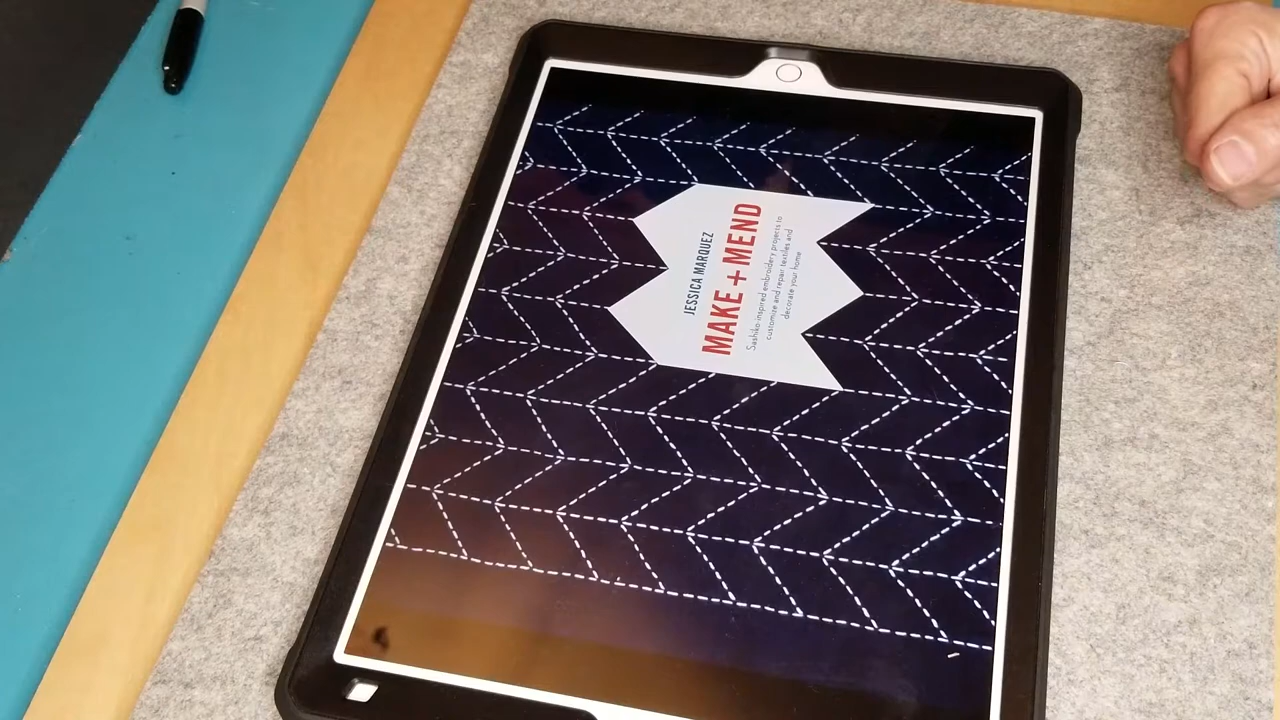 JESSICA MARQUEZ
MAKE + MEND
Sashiko-inspired embroidery projects to
customize and repair textiles and
decorate your home